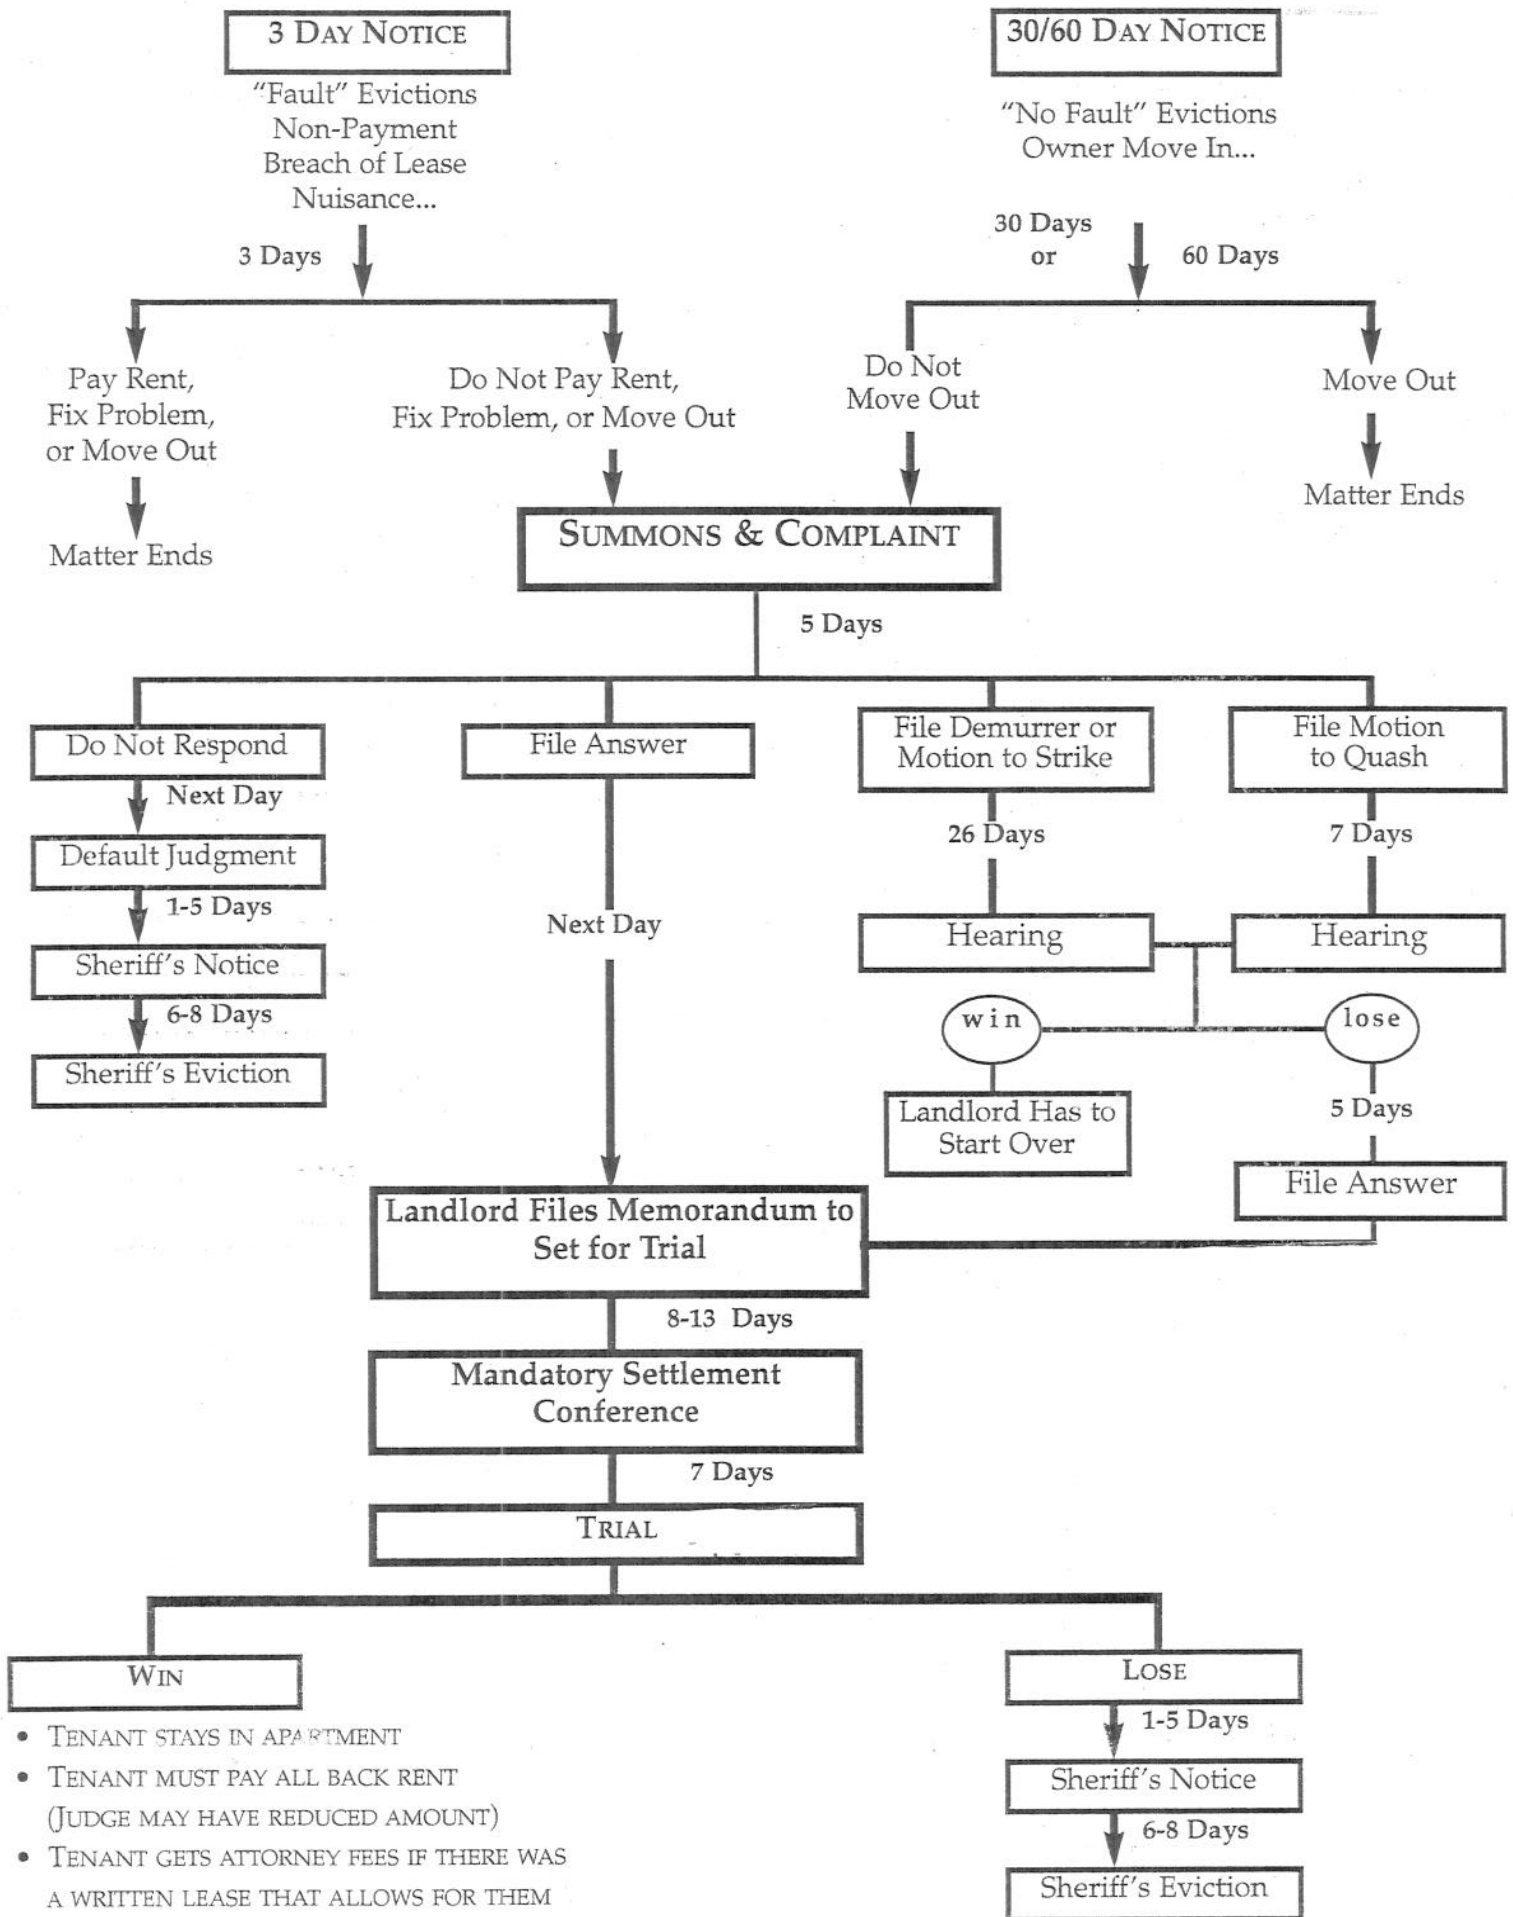 3 DAY NOTICE
"Fault" Evictions
Non-Payment
Breach of Lease
Nuisance...
3 Days
Pay Rent,
Fix Problem,
or Move Out
Matter Ends
Do Not Pay Rent,
Fix Problem, or Move Out
30/60 DAY NOTICE
"No Fault" Evictions
Owner Move In...
30 Days
or
60 Days
Do Not
Move Out
Move Out
Matter Ends
SUMMONS & COMPLAINT
5 Days
Do Not Respond
Next Day
Default Judgment
1-5 Days
Sheriff's Notice
6-8 Days
Sheriff's Eviction
File Answer
Next Day
File Demurrer or
Motion to Strike
26 Days
Hearing
File Motion
to Quash
7 Days
Hearing
win
Landlord Has to
Start Over
lose
5 Days
File Answer
Landlord Files Memorandum to
Set for Trial
8-13 Days
Mandatory Settlement
Conference
7 Days
TRIAL
WIN
• TENANT STAYS IN APARTMENT
• TENANT MUST PAY ALL BACK RENT
(JUDGE MAY HAVE REDUCED AMOUNT)
• TENANT GETS ATTORNEY FEES IF THERE WAS
A WRITTEN LEASE THAT ALLOWS FOR THEM
LOSE
1-5 Days
Sheriff's Notice
6-8 Days
Sheriff's Eviction